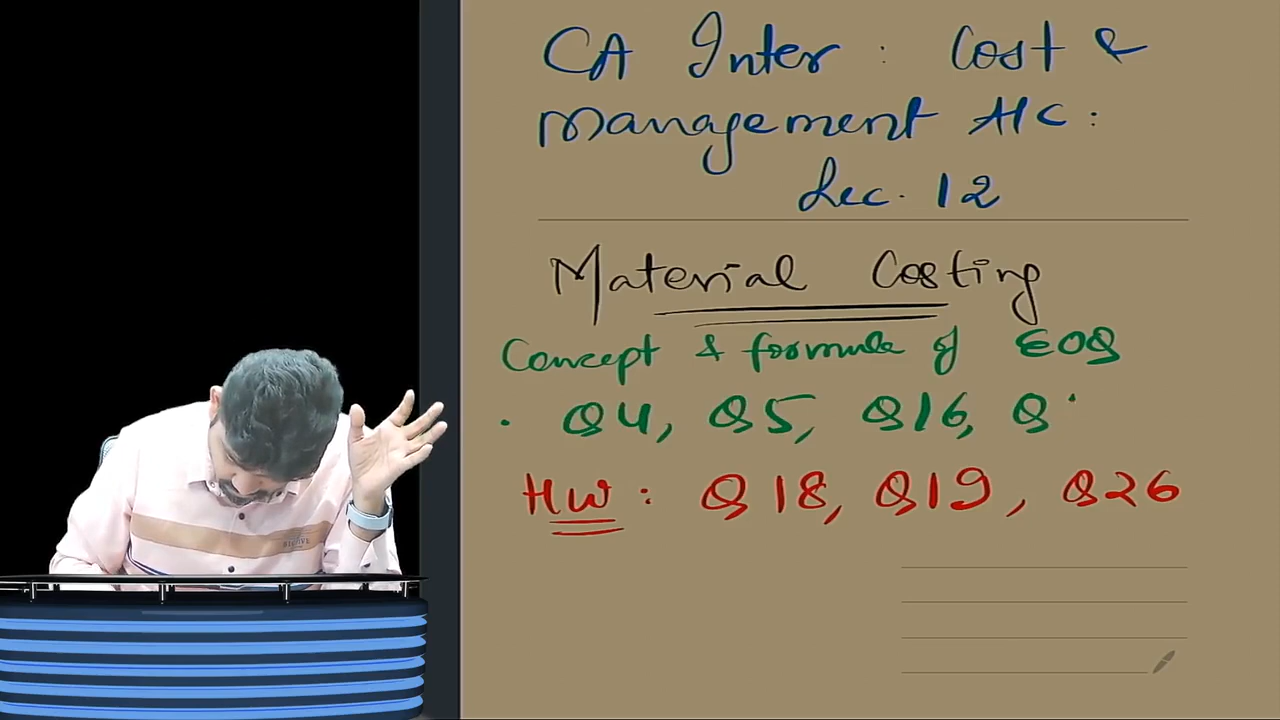 CA Inter : Cost &
Management A/C :
Lec. 12
Material Costing
Concept & formula of EOQ
. Q4, Q5, Q16, Q
HW : Q18, Q19, Q26